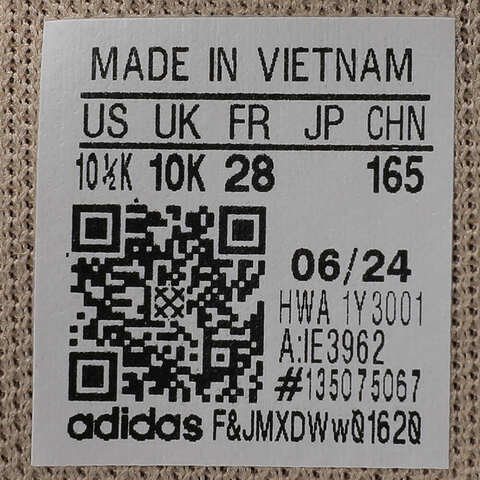 MADE IN VIETNAM
US UK FR JP CHN
10½K 10K 28 165
06/24
HWA 1Y3001
A:IE3962
#135075067
adidas F&JMXDWwQ162Q